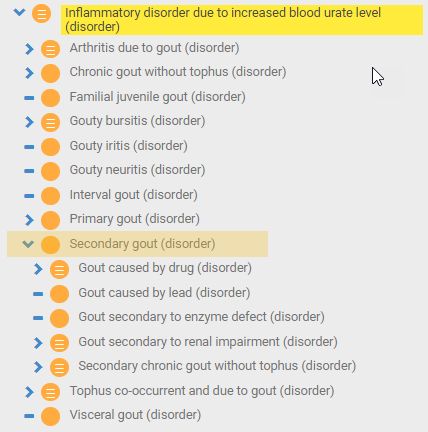 Inflammatory disorder due to increased blood urate level
(disorder)
Arthritis due to gout (disorder)
Chronic gout without tophus (disorder)
Familial juvenile gout (disorder)
Gouty bursitis (disorder)
Gouty iritis (disorder)
Gouty neuritis (disorder)
Interval gout (disorder)
Primary gout (disorder)
Secondary gout (disorder)
Gout caused by drug (disorder)
Gout caused by lead (disorder)
Gout secondary to enzyme defect (disorder)
Gout secondary to renal impairment (disorder)
Secondary chronic gout without tophus (disorder)
Tophus co-occurrent and due to gout (disorder)
Visceral gout (disorder)